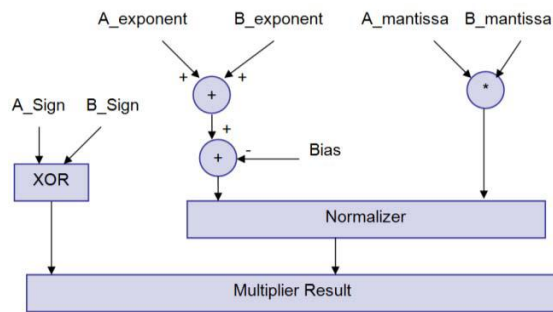 A_exponent B_exponent A_mantissa B_mantissa
+ +
+ *
A_Sign B_Sign
+
+ - Bias
XOR
Normalizer
Multiplier Result